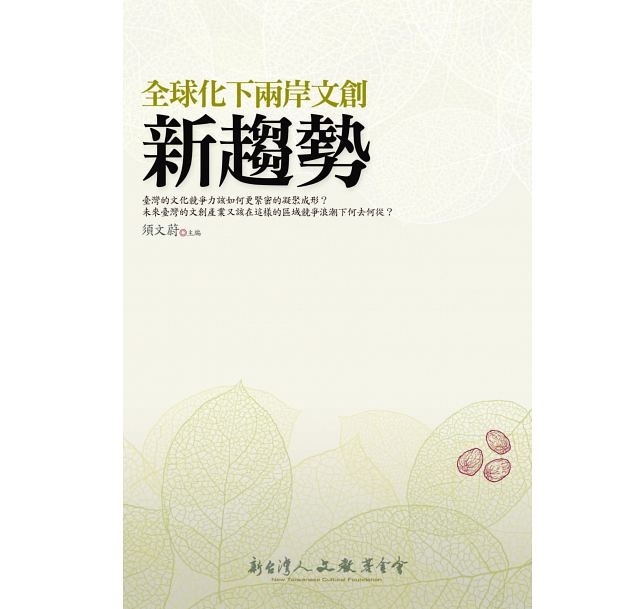 全球化下兩岸文創
新趨勢
臺灣的文化競爭力該如何更緊密的凝聚成形？
未來臺灣的文創產業又該在這樣的區域競爭浪潮下何去何從？
須文蔚◎主編
新台灣人文教基金會
New Taiwanese Cultural Foundation